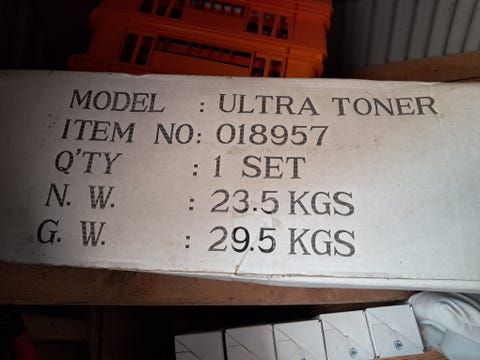 MODEL : ULTRA TONER
ITEM NO: 018957
Q'TY : 1 SET
N. W. : 23.5 KGS
G. W. : 29.5 KGS